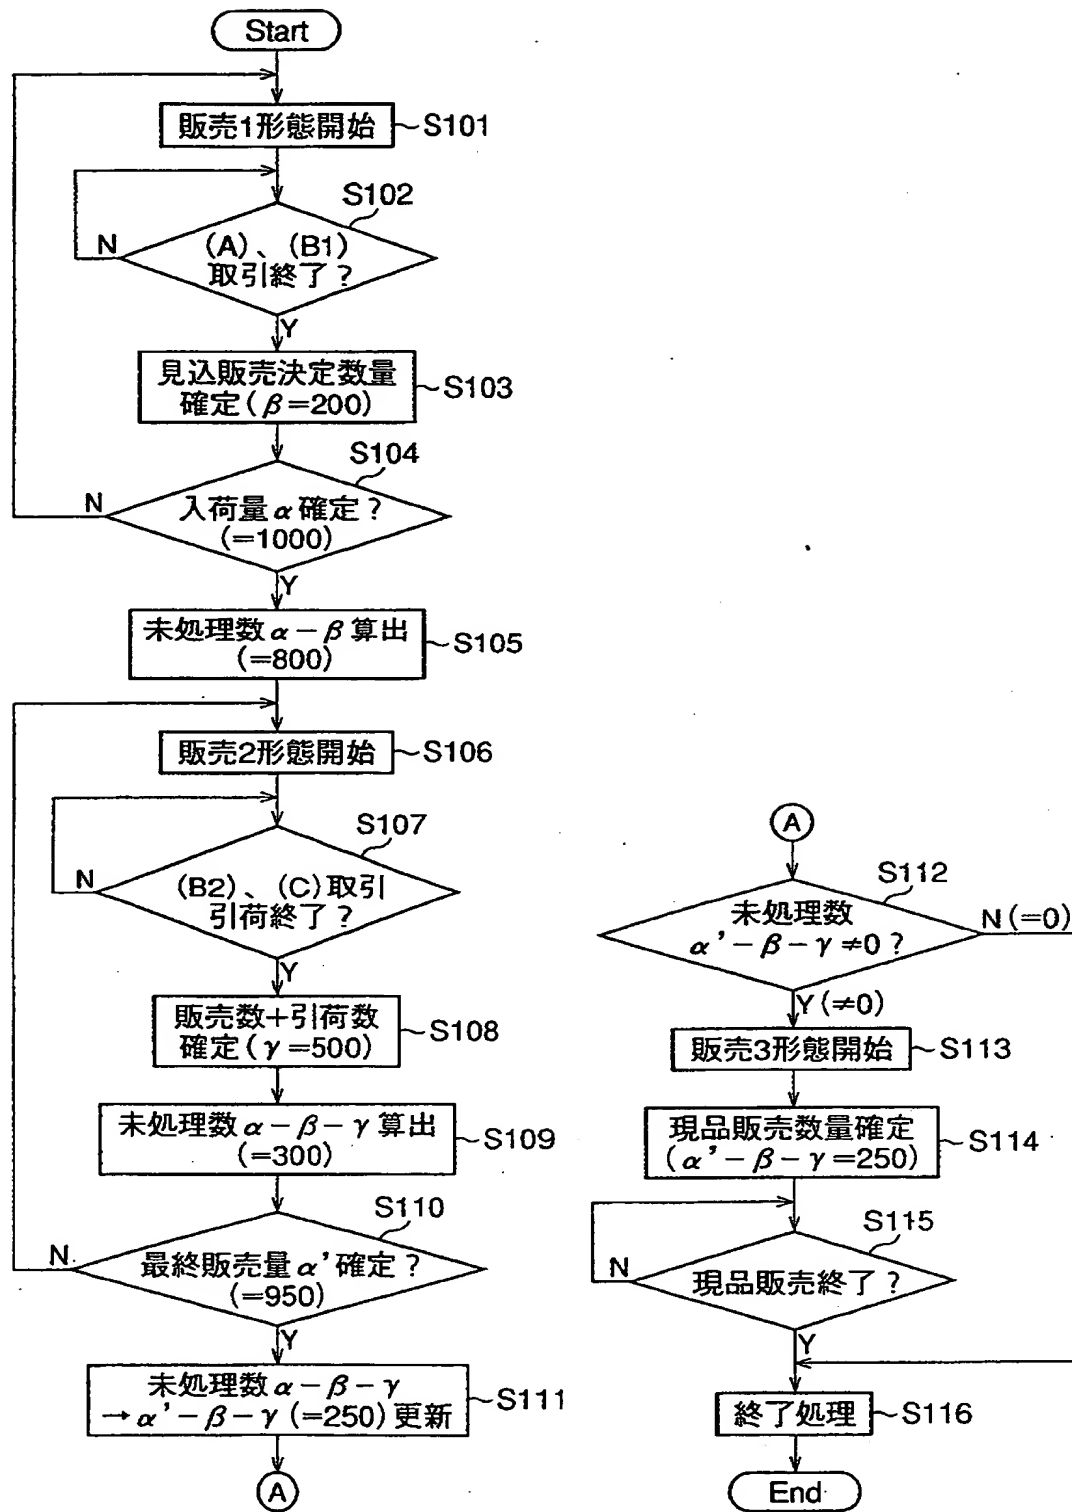 Start
販売1形態開始
S101
S102
(A)、(B1)
取引終了?
N
Y
見込販売決定数量
確定(β=200)
S103
S104
入荷量α確定?
(=1000)
N
Y
未処理数α-β算出
(=800)
S105
販売2形態開始
S106
S107
(B2)、(C)取引
引荷終了?
N
Y
販売数+引荷数
確定(γ=500)
S108
未処理数α-β-γ算出
(=300)
S109
S110
最終販売量α'確定?
(=950)
N
Y
未処理数α-β-γ
→α'-β-γ(=250)更新
S111
A
A
S112
未処理数
α'-β-γ≠0?
N(=0)
Y(≠0)
販売3形態開始
S113
現品販売数量確定
(α'-β-γ=250)
S114
S115
現品販売終了?
N
Y
終了処理
S116
End